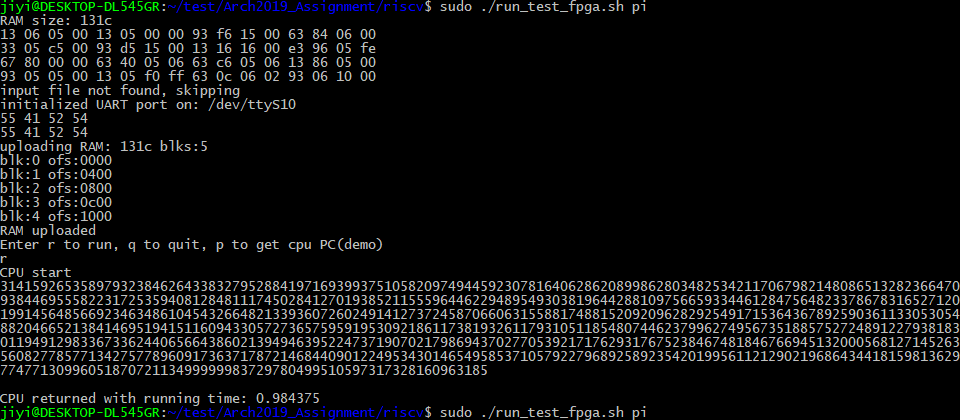 jiyi@DESKTOP-DL545GR:~/test/Arch2019_Assignment/riscv$ sudo ./run_test_fpga.sh pi
RAM size: 131c
13 06 05 00 13 05 00 00 93 f6 15 00 63 84 06 00
33 05 c5 00 93 d5 15 00 13 16 16 00 e3 96 05 fe
67 80 00 00 63 40 05 06 63 c6 05 06 13 86 05 00
93 05 05 00 13 05 f0 ff 63 0c 06 02 93 06 10 00
input file not found, skipping
initialized UART port on: /dev/ttyS10
55 41 52 54
55 41 52 54
uploading RAM: 131c blks:5
blk:0 ofs:0000
blk:1 ofs:0400
blk:2 ofs:0800
blk:3 ofs:0c00
blk:4 ofs:1000
RAM uploaded
Enter r to run, q to quit, p to get cpu PC(demo)
r
CPU start
314159265358979323846264338327952884197169399375105820974944592307816406286208998628034825342117067982148086513282366470
938446955582231725359408128481117450284127019385211555964462294895493038196442881097566593344612847564823378678316527120
199145648566923463486104543266482133936072602491412737245870660631558817488152092096282925491715364367892590361133053054
882046652138414695194151160943305727365759591953092186117381932611793105118548074462379962749567351885752724891227938183
011949129833673362440656643860213949463952247371907021798694370277053921717629317675238467481846766945132000568127145263
560827785771342757789609173637178721468440901224953430146549585371057922796892589235420199561121290219686434418159813629
774771309960518707211349999998372978049951059731732816096318​5

CPU returned with running time: 0.984375
jiyi@DESKTOP-DL545GR:~/test/Arch2019_Assignment/riscv$ sudo ./run_test_fpga.sh pi